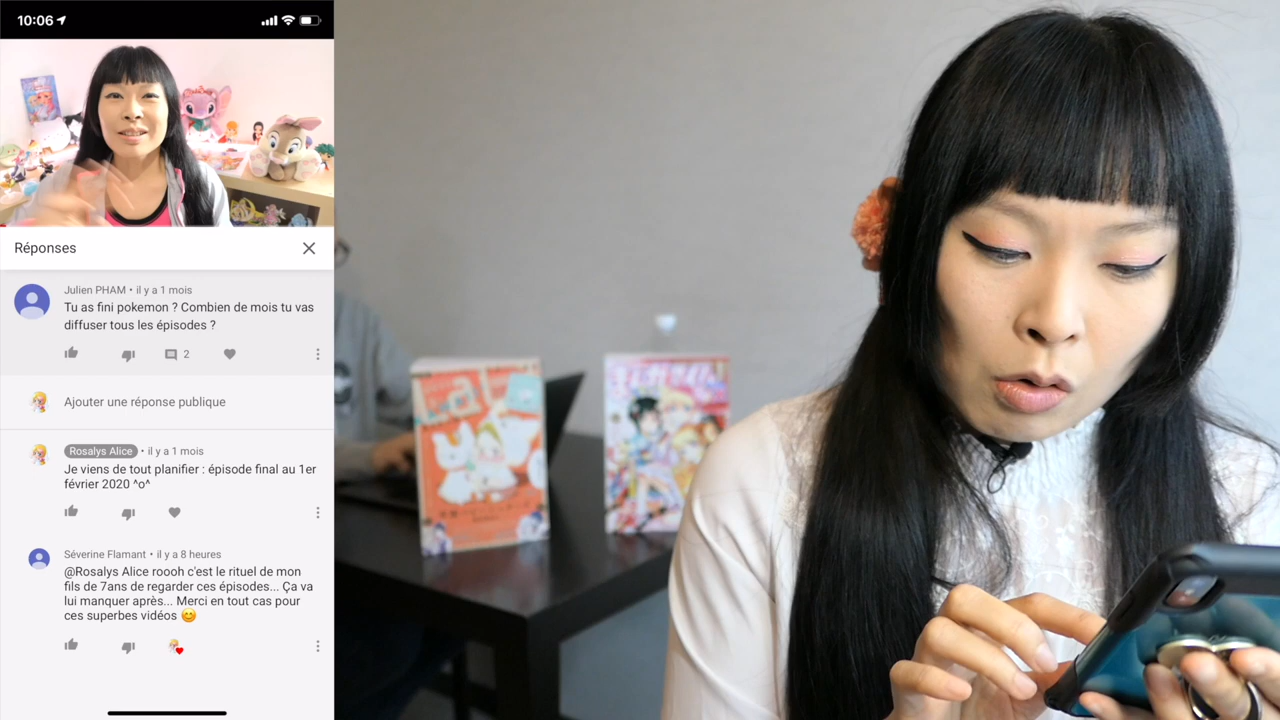 10:06
Réponses
Julien PHAM • il y a 1 mois
Tu as fini pokemon ? Combien de mois tu vas
diffuser tous les épisodes ?
2
Ajouter une réponse publique
Rosalys Alice • il y a 1 mois
Je viens de tout planifier : épisode final au 1er
février 2020 ^o^
Séverine Flamant • il y a 8 heures
@Rosalys Alice roooh c'est le rituel de mon
fils de 7ans de regarder ces épisodes... Ça va
lui manquer après... Merci en tout cas pour
ces superbes vidéos 😊